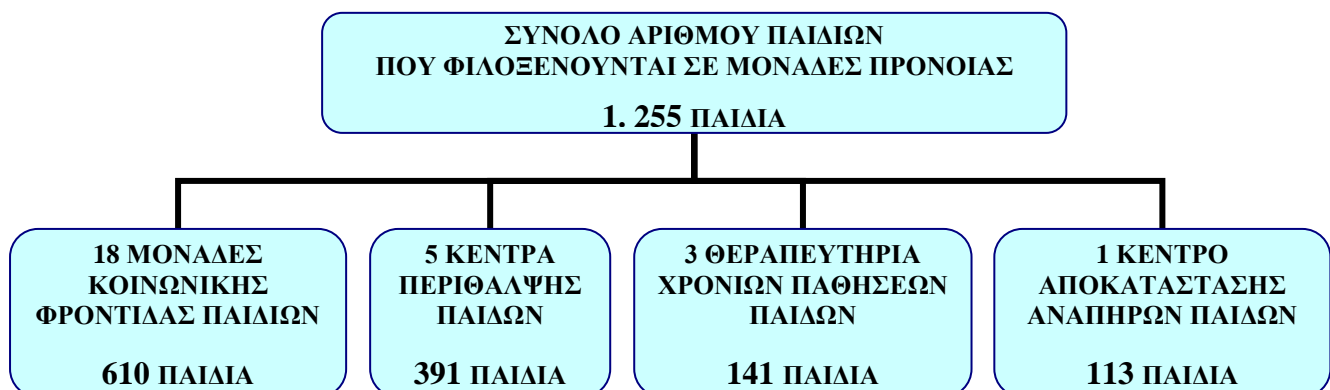 ΣΥΝΟΛΟ ΑΡΙΘΜΟΥ ΠΑΙΔΙΩΝ
ΠΟΥ ΦΙΛΟΞΕΝΟΥΝΤΑΙ ΣΕ ΜΟΝΑΔΕΣ ΠΡΟΝΟΙΑΣ
1. 255 ΠΑΙΔΙΑ
18 ΜΟΝΑΔΕΣ
ΚΟΙΝΩΝΙΚΗΣ
ΦΡΟΝΤΙΔΑΣ ΠΑΙΔΙΩΝ
610 ΠΑΙΔΙΑ
5 ΚΕΝΤΡΑ
ΠΕΡΙΘΑΛΨΗΣ
ΠΑΙΔΩΝ
391 ΠΑΙΔΙΑ
3 ΘΕΡΑΠΕΥΤΗΡΙΑ
ΧΡΟΝΙΩΝ ΠΑΘΗΣΕΩΝ
ΠΑΙΔΩΝ
141 ΠΑΙΔΙΑ
1 ΚΕΝΤΡΟ
ΑΠΟΚΑΤΑΣΤΑΣΗΣ
ΑΝΑΠΗΡΩΝ ΠΑΙΔΩΝ
113 ΠΑΙΔΙΑ